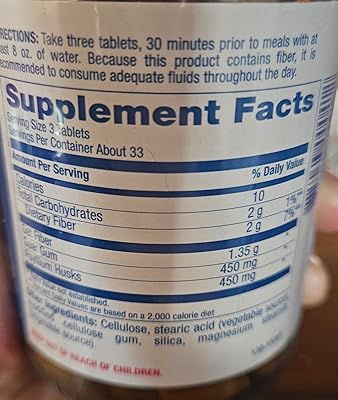 RECTIONS: Take three tablets, 30 minutes prior to meals with at
ast 8 oz. of water. Because this product contains fiber, it is
ecommended to consume adequate fluids throughout the day.
Supplement Facts
Serving Size 3 Tablets
Servings Per Container About 33
Amount Per Serving % Daily Value
Calories 10
Total Carbohydrates 2 g 1%**
Dietary Fiber 2 g 7%**
Oat Fiber 1.35 g *
Guar Gum 450 mg *
Psyllium Husks 450 mg *
Daily Value not established.
Percent Daily Values are based on a 2,000 calorie diet
Other Ingredients: Cellulose, stearic acid (vegetable source),
cellulose gum, silica, magnesium stearate
source).
KEEP OUT OF REACH OF CHILDREN.